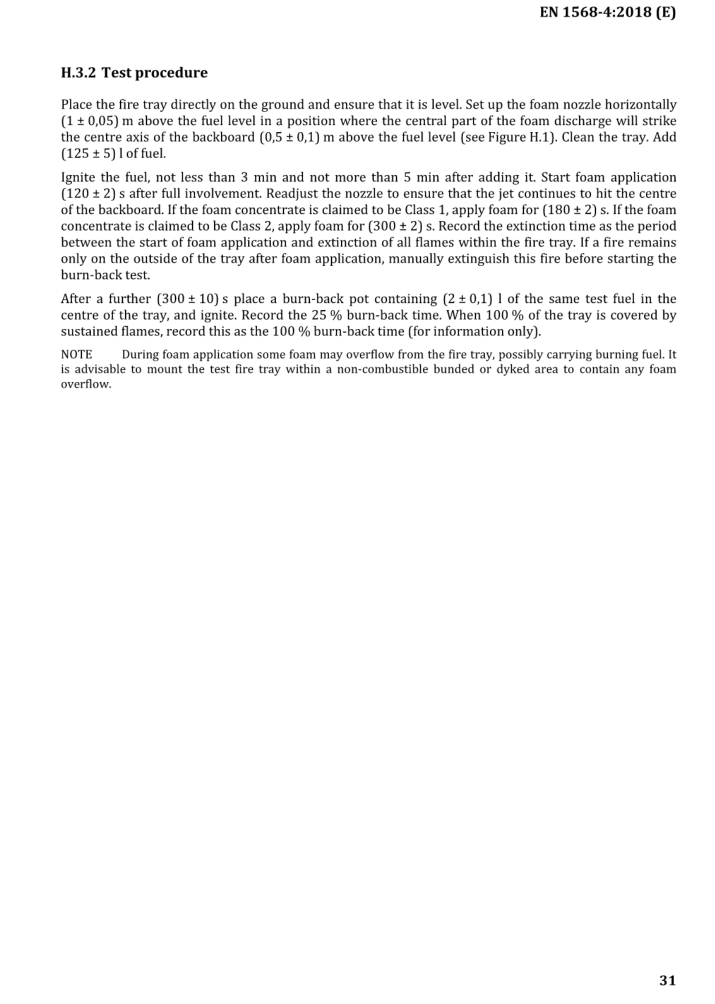 EN 1568-4:2018 (E)
H.3.2 Test procedure
Place the fire tray directly on the ground and ensure that it is level. Set up the foam nozzle horizontally
(1 ± 0,05) m above the fuel level in a position where the central part of the foam discharge will strike
the centre axis of the backboard (0,5 ± 0,1) m above the fuel level (see Figure H.1). Clean the tray. Add
(125 ± 5) l of fuel.
Ignite the fuel, not less than 3 min and not more than 5 min after adding it. Start foam application
(120 ± 2) s after full involvement. Readjust the nozzle to ensure that the jet continues to hit the centre
of the backboard. If the foam concentrate is claimed to be Class 1, apply foam for (180 ± 2) s. If the foam
concentrate is claimed to be Class 2, apply foam for (300 ± 2) s. Record the extinction time as the period
between the start of foam application and extinction of all flames within the fire tray. If a fire remains
only on the outside of the tray after foam application, manually extinguish this fire before starting the
burn-back test.
After a further (300 ± 10) s place a burn-back pot containing (2 ± 0,1) l of the same test fuel in the
centre of the tray, and ignite. Record the 25 % burn-back time. When 100 % of the tray is covered by
sustained flames, record this as the 100 % burn-back time (for information only).
NOTE During foam application some foam may overflow from the fire tray, possibly carrying burning fuel. It
is advisable to mount the test fire tray within a non-combustible bunded or dyked area to contain any foam
overflow.
31